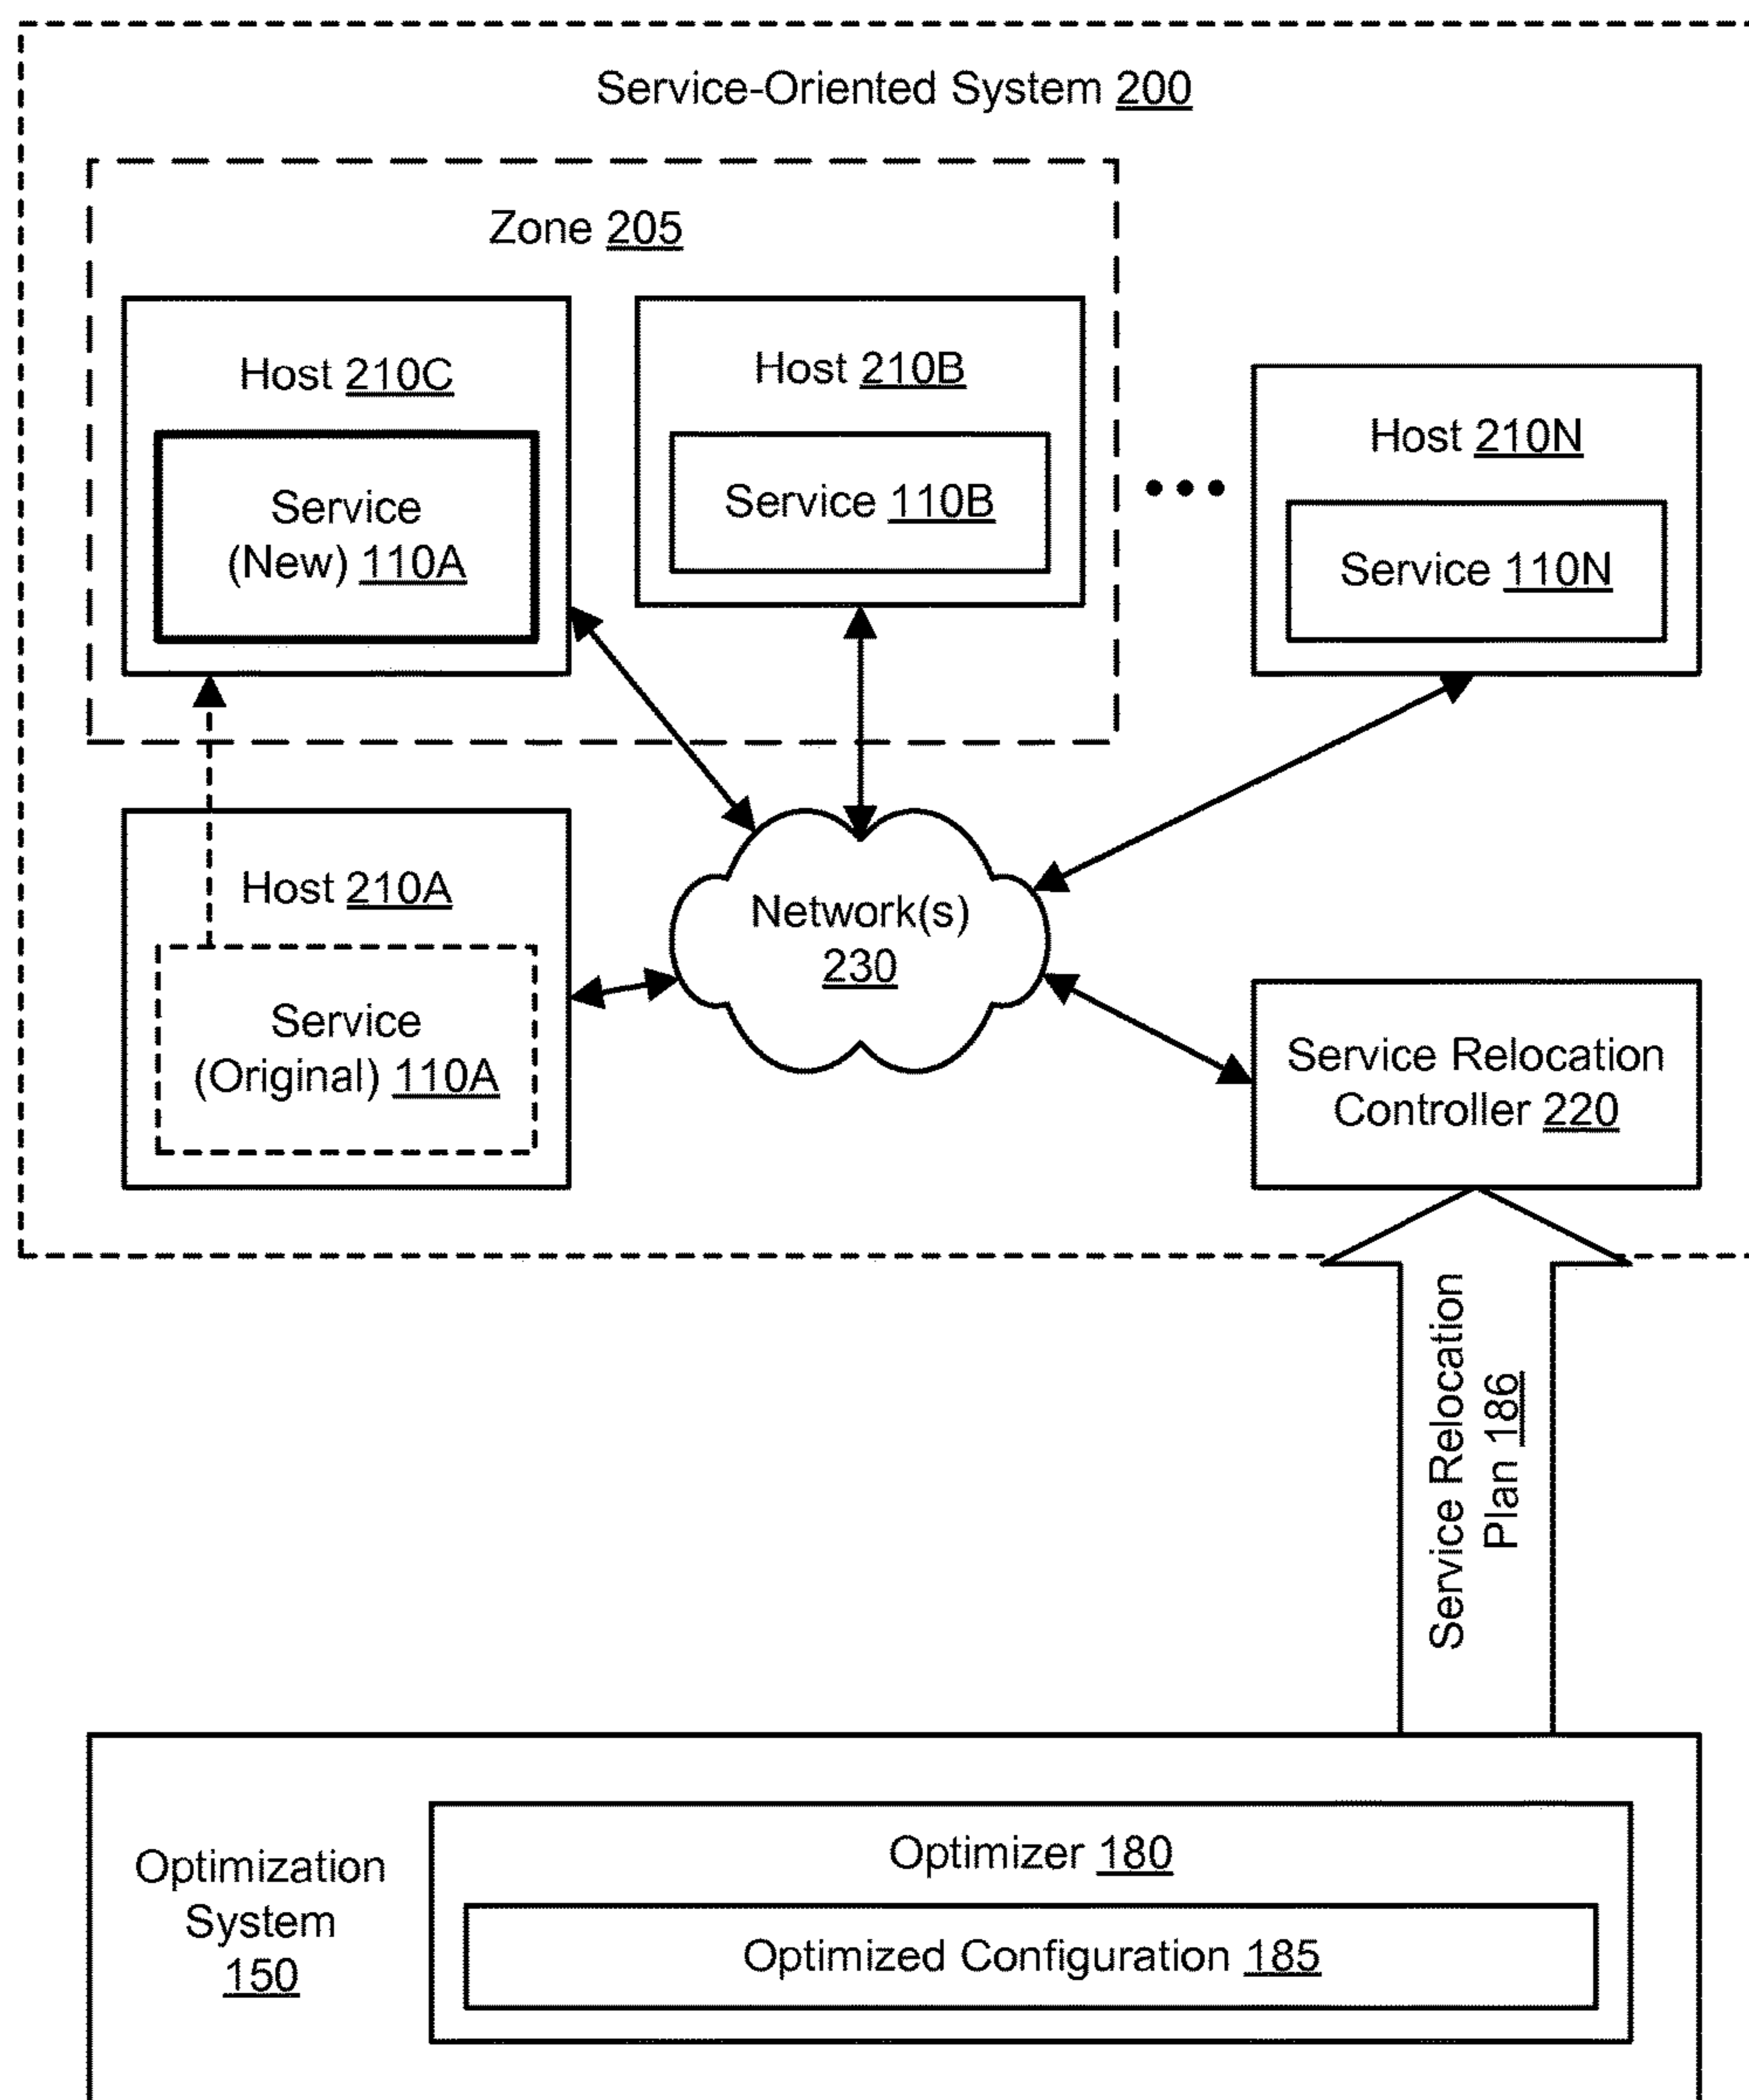 Service-Oriented System 200
Zone 205
Host 210C
Service
(New) 110A
Host 210B
Service 110B
Host 210N
Service 110N
Host 210A
Service
(Original) 110A
Network(s)
230
Service Relocation
Controller 220
Service Relocation
Plan 186
Optimization
System
150
Optimizer 180
Optimized Configuration 185